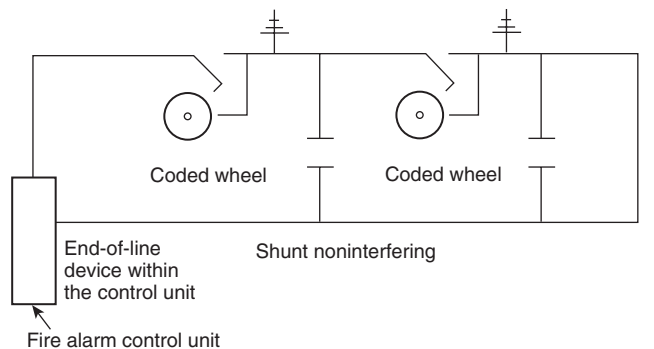 Coded wheel
Coded wheel
End-of-line
device within
the control unit
Shunt noninterfering
Fire alarm control unit